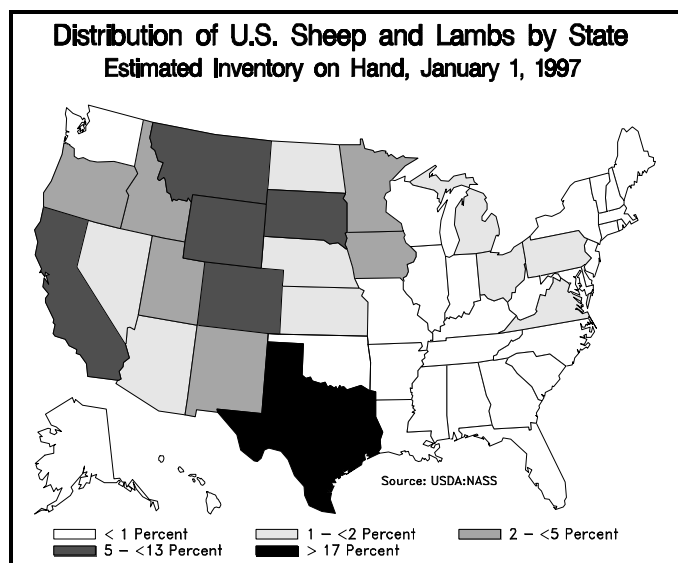 Distribution of U.S. Sheep and Lambs by State
Estimated Inventory on Hand, January 1, 1997
Source: USDA:NASS
< 1 Percent
1 – <2 Percent
2 – <5 Percent
5 – <13 Percent
> 17 Percent